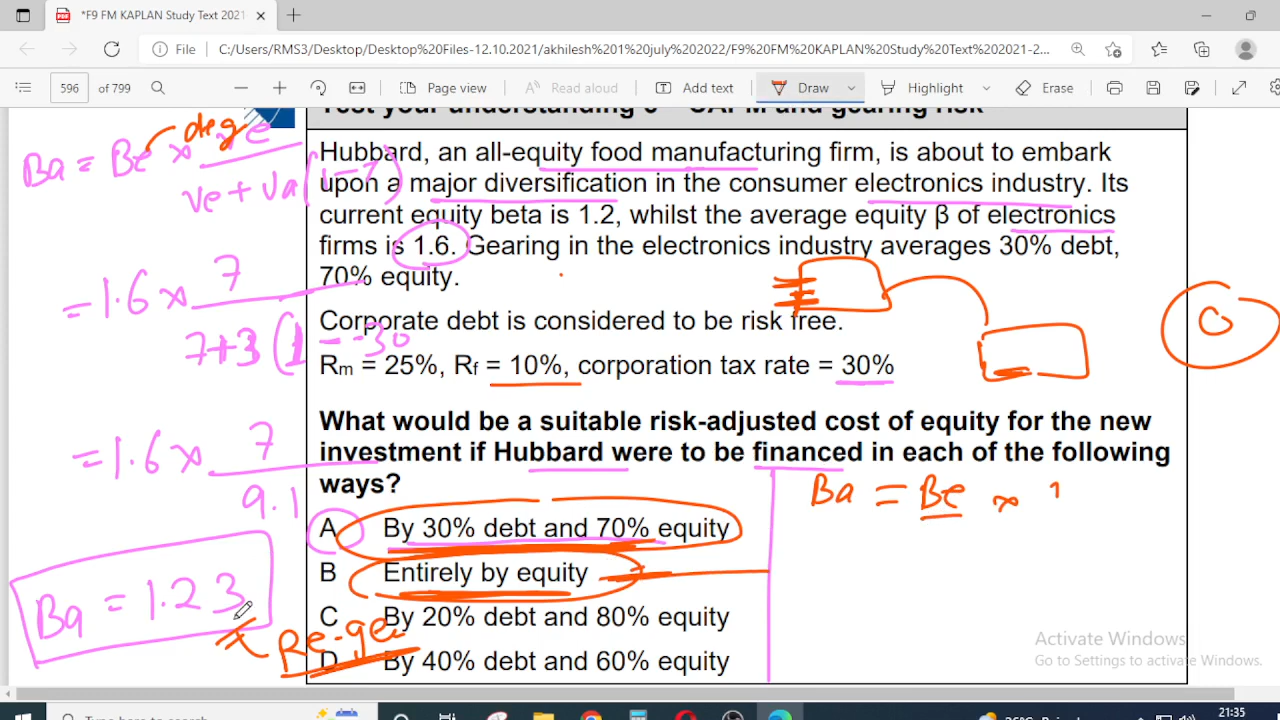 *F9 FM KAPLAN Study Text 2021
File C:/Users/RMS3/Desktop/Desktop%20Files-12.10.2021/akhilesh%201%20july%202022/F9%20FM%20KAPLAN%20Study%20Text%202021-2...
596 of 799 Page view Read aloud Add text Draw Highlight Erase
Hubbard, an all-equity food manufacturing firm, is about to embark
upon a major diversification in the consumer electronics industry. Its
current equity beta is 1.2, whilst the average equity β of electronics
firms is 1.6. Gearing in the electronics industry averages 30% debt,
70% equity.
Corporate debt is considered to be risk free.
Rm = 25%, Rf = 10%, corporation tax rate = 30%
What would be a suitable risk-adjusted cost of equity for the new
investment if Hubbard were to be financed in each of the following
ways?
A By 30% debt and 70% equity
B Entirely by equity
C By 20% debt and 80% equity
D By 40% debt and 60% equity
deg
Ba = Be × ve
ve + Vd (1-T)
= 1.6 × 7
7+3 (1 - .30
= 1.6 × 7
9.1
Ba = 1.23
Re-ge
Ba = Be ×
Activate Windows
Go to Settings to activate Windows.
21:35